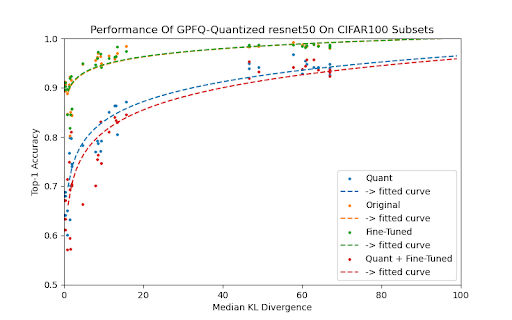 Performance Of GPFQ-Quantized resnet50 On CIFAR100 Subsets
1.0
0.9
0.8
0.7
0.6
0.5
Top-1 Accuracy
Quant
-> fitted curve
Original
-> fitted curve
Fine-Tuned
-> fitted curve
Quant + Fine-Tuned
-> fitted curve
0 20 40 60 80 100
Median KL Divergence